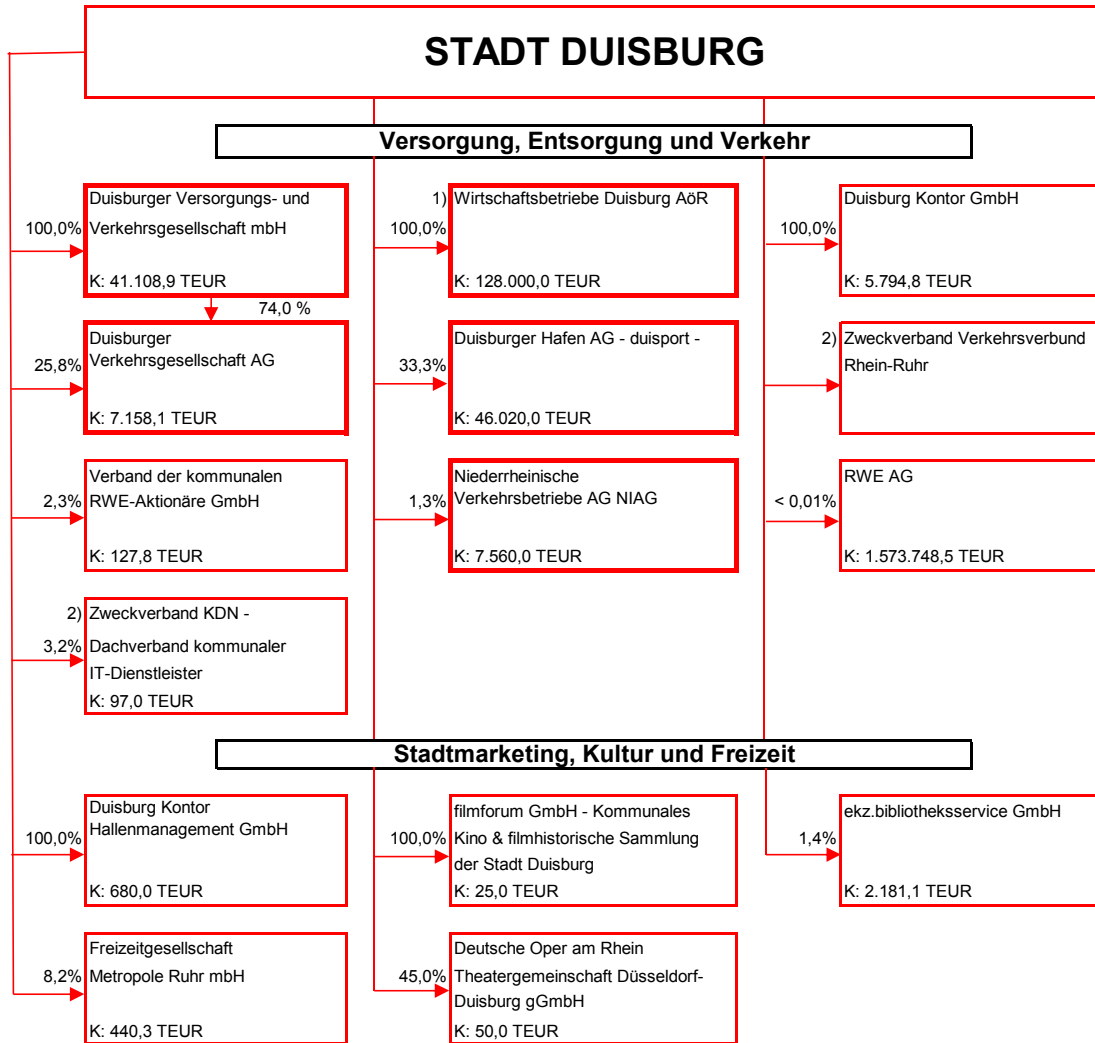 STADT DUISBURG
Versorgung, Entsorgung und Verkehr
100,0%
Duisburger Versorgungs- und
Verkehrsgesellschaft mbH
K: 41.108,9 TEUR
1)
100,0%
Wirtschaftsbetriebe Duisburg AöR
K: 128.000,0 TEUR
100,0%
Duisburg Kontor GmbH
K: 5.794,8 TEUR
74,0 %
25,8%
Duisburger
Verkehrsgesellschaft AG
K: 7.158,1 TEUR
33,3%
Duisburger Hafen AG - duisport -
K: 46.020,0 TEUR
2)
Zweckverband Verkehrsverbund
Rhein-Ruhr
2,3%
Verband der kommunalen
RWE-Aktionäre GmbH
K: 127,8 TEUR
1,3%
Niederrheinische
Verkehrsbetriebe AG NIAG
K: 7.560,0 TEUR
< 0,01%
RWE AG
K: 1.573.748,5 TEUR
2)
3,2%
Zweckverband KDN -
Dachverband kommunaler
IT-Dienstleister
K: 97,0 TEUR
Stadtmarketing, Kultur und Freizeit
100,0%
Duisburg Kontor
Hallenmanagement GmbH
K: 680,0 TEUR
100,0%
filmforum GmbH - Kommunales
Kino & filmhistorische Sammlung
der Stadt Duisburg
K: 25,0 TEUR
1,4%
ekz.bibliotheksservice GmbH
K: 2.181,1 TEUR
8,2%
Freizeitgesellschaft
Metropole Ruhr mbH
K: 440,3 TEUR
45,0%
Deutsche Oper am Rhein
Theatergemeinschaft Düsseldorf-
Duisburg gGmbH
K: 50,0 TEUR